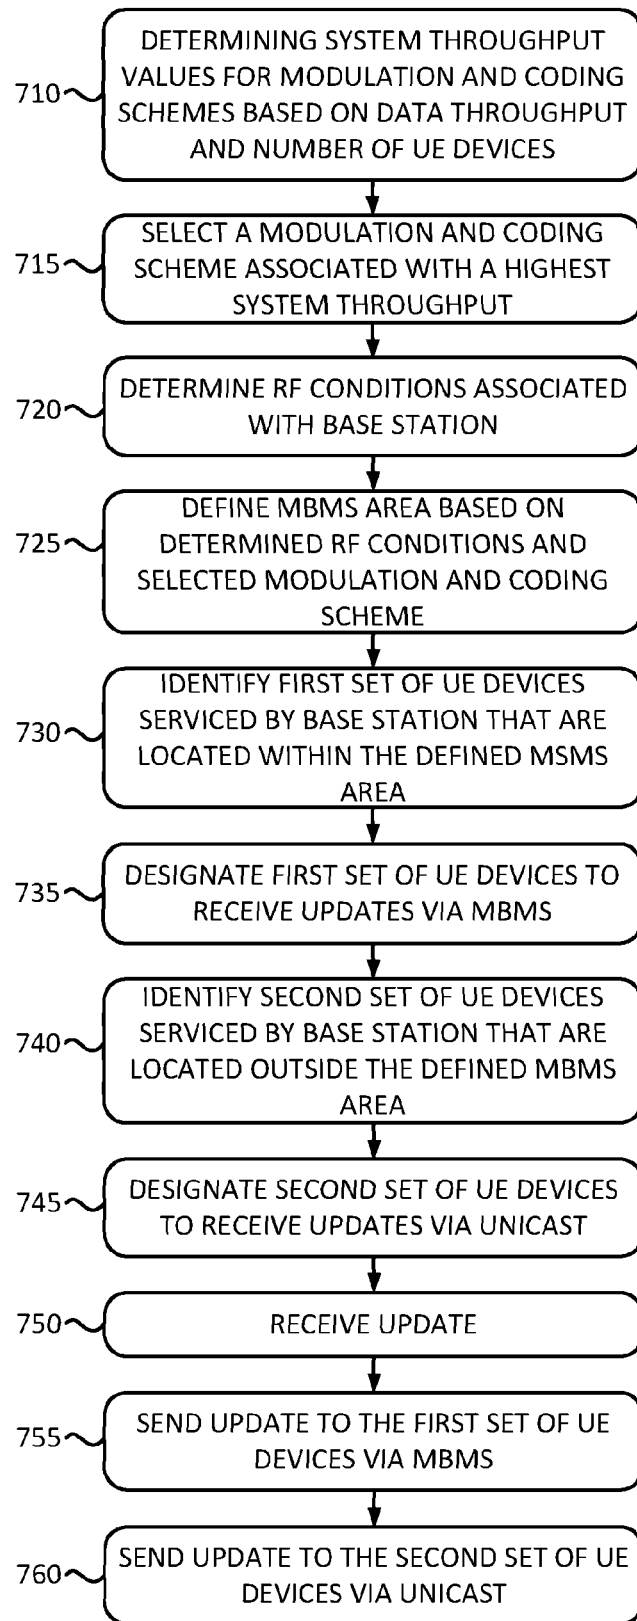 710
DETERMINING SYSTEM THROUGHPUT
VALUES FOR MODULATION AND CODING
SCHEMES BASED ON DATA THROUGHPUT
AND NUMBER OF UE DEVICES
715
SELECT A MODULATION AND CODING
SCHEME ASSOCIATED WITH A HIGHEST
SYSTEM THROUGHPUT
720
DETERMINE RF CONDITIONS ASSOCIATED
WITH BASE STATION
725
DEFINE MBMS AREA BASED ON
DETERMINED RF CONDITIONS AND
SELECTED MODULATION AND CODING
SCHEME
730
IDENTIFY FIRST SET OF UE DEVICES
SERVICED BY BASE STATION THAT ARE
LOCATED WITHIN THE DEFINED MSMS
AREA
735
DESIGNATE FIRST SET OF UE DEVICES TO
RECEIVE UPDATES VIA MBMS
740
IDENTIFY SECOND SET OF UE DEVICES
SERVICED BY BASE STATION THAT ARE
LOCATED OUTSIDE THE DEFINED MBMS
AREA
745
DESIGNATE SECOND SET OF UE DEVICES
TO RECEIVE UPDATES VIA UNICAST
750
RECEIVE UPDATE
755
SEND UPDATE TO THE FIRST SET OF UE
DEVICES VIA MBMS
760
SEND UPDATE TO THE SECOND SET OF UE
DEVICES VIA UNICAST